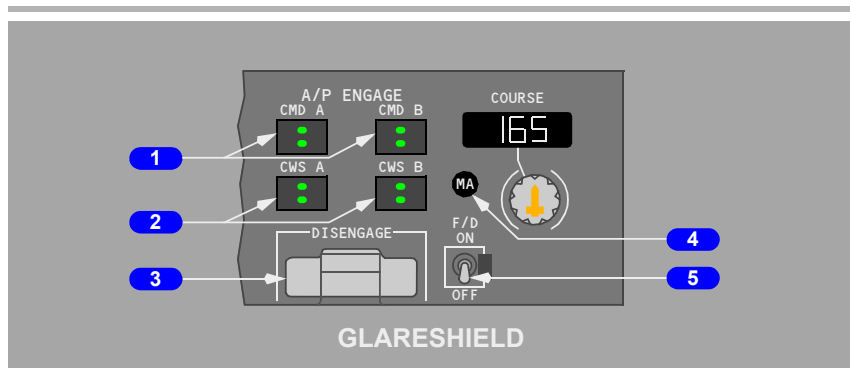 A/P ENGAGE
COURSE
CMD A
CMD B
165
1
CWS A
CWS B
MA
2
F/D
ON
DISENGAGE
4
3
5
OFF
GLARESHIELD